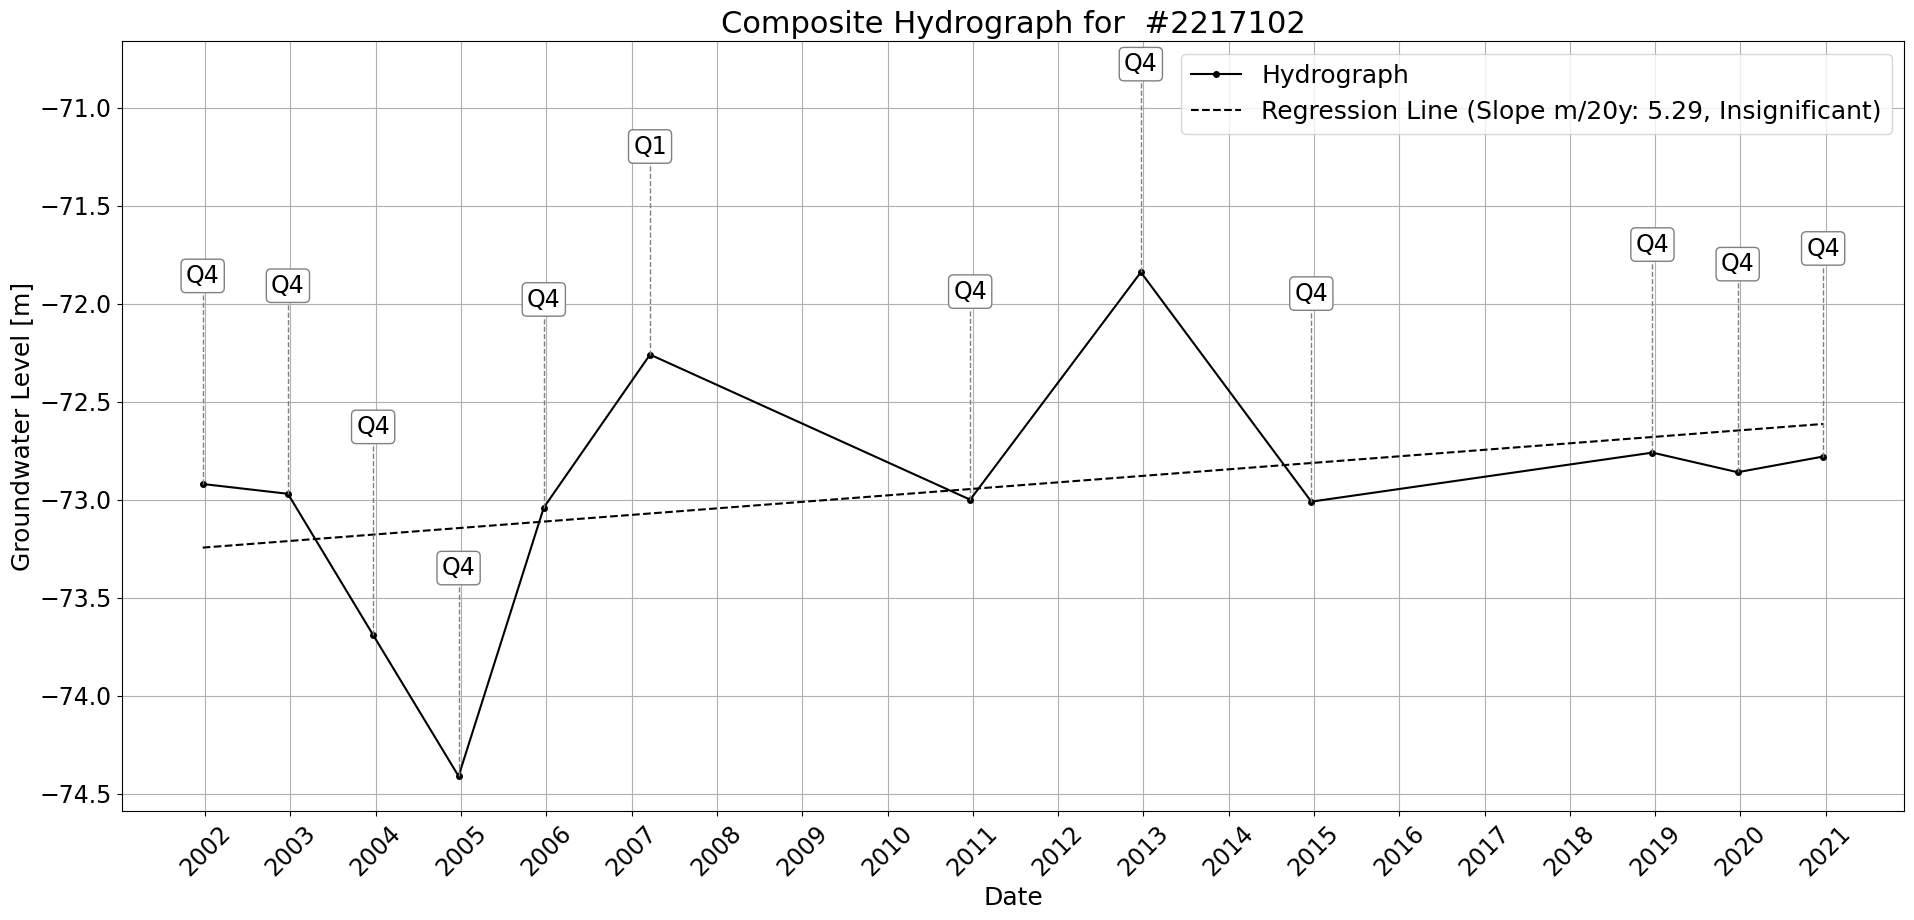 Composite Hydrograph for  #2217102
Hydrograph
Regression Line (Slope m/20y: 5.29, Insignificant)
Groundwater Level [m]
−71.0
−71.5
−72.0
−72.5
−73.0
−73.5
−74.0
−74.5
Q4
Q4
Q4
Q4
Q4
Q1
Q4
Q4
Q4
Q4
Q4
Q4
2002
2003
2004
2005
2006
2007
2008
2009
2010
2011
2012
2013
2014
2015
2016
2017
2018
2019
2020
2021
Date